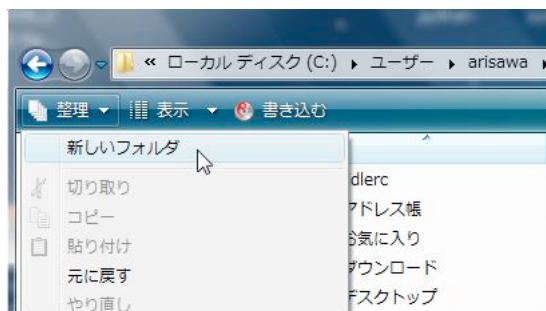 « ローカル ディスク (C:) ▸ ユーザー ▸ arisawa ▸
整理 ▼ 表示 ▼ 書き込む
新しいフォルダ
切り取り
コピー
貼り付け
元に戻す
やり直し
dlerc
アドレス帳
お気に入り
ダウンロード
デスクトップ